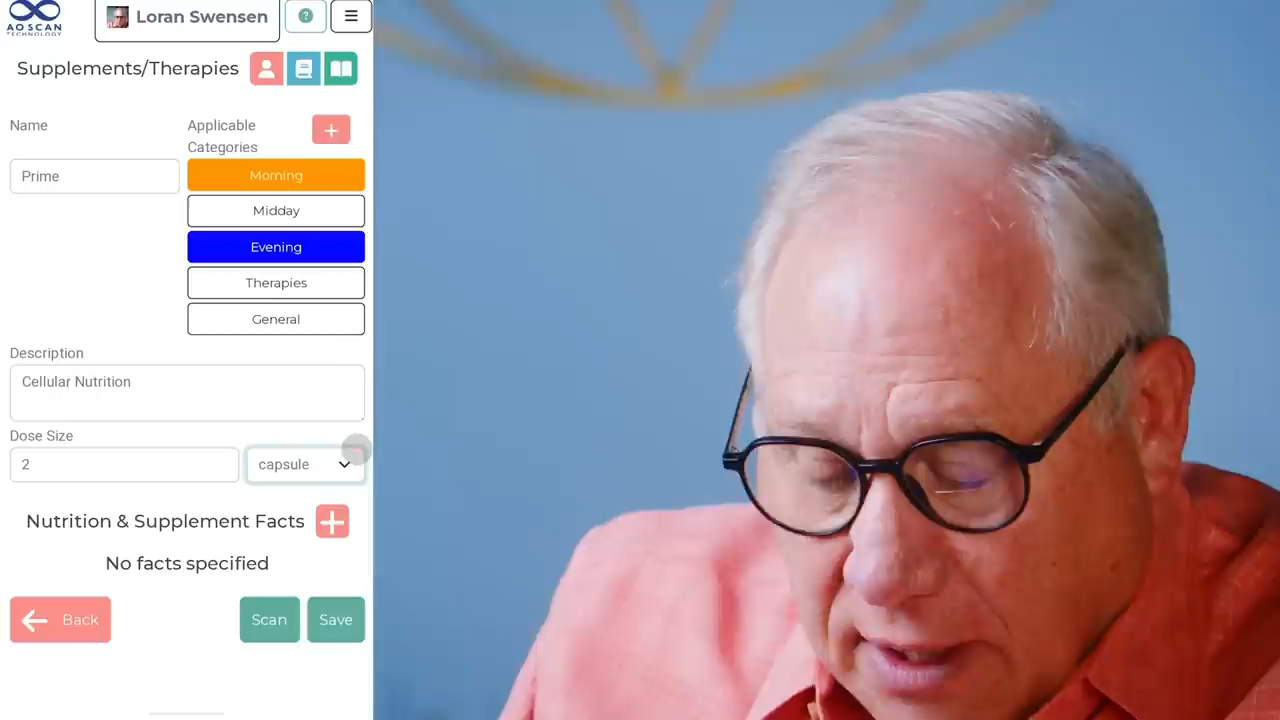 AO SCAN
TECHNOLOGY
Loran Swensen
Supplements/Therapies
Name
Applicable
Categories
Prime
Morning
Midday
Evening
Therapies
General
Description
Cellular Nutrition
Dose Size
2
capsule
Nutrition & Supplement Facts
No facts specified
Back
Scan
Save